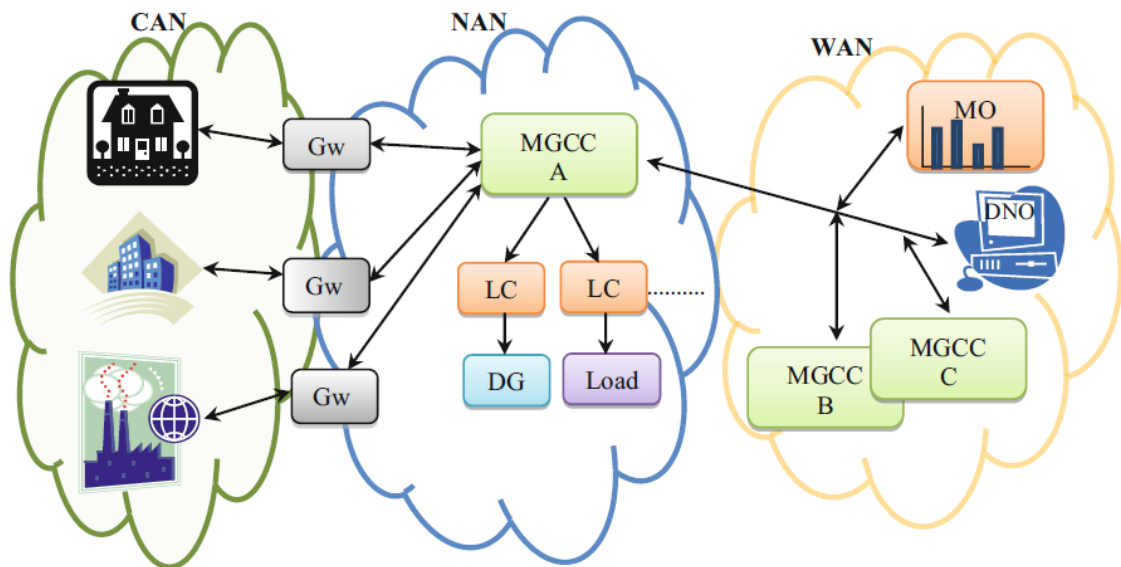 CAN
NAN
WAN
Gw
Gw
Gw
MGCC
A
LC
LC
..........
DG
Load
MO
DNO
MGCC
B
MGCC
C